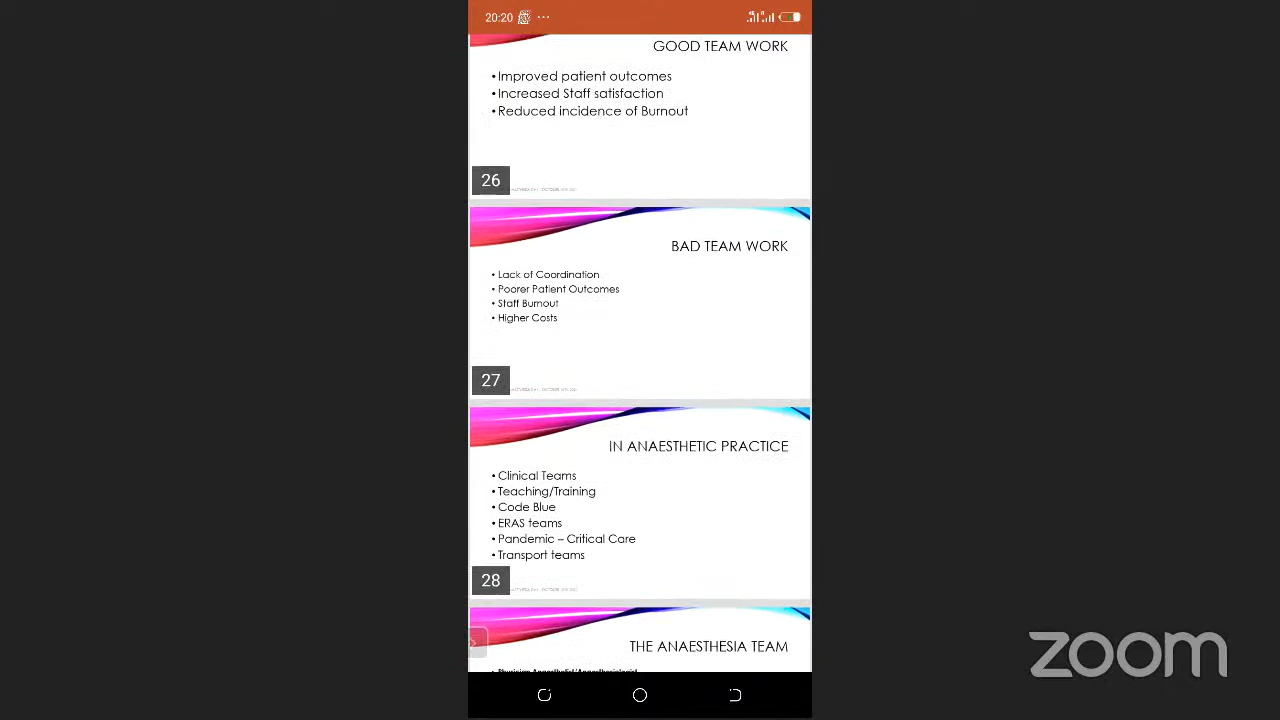 20:20
GOOD TEAM WORK
• Improved patient outcomes
• Increased Staff satisfaction
• Reduced incidence of Burnout
26
BAD TEAM WORK
• Lack of Coordination
• Poorer Patient Outcomes
• Staff Burnout
• Higher Costs
27
IN ANAESTHETIC PRACTICE
• Clinical Teams
• Teaching/Training
• Code Blue
• ERAS teams
• Pandemic – Critical Care
• Transport teams
28
THE ANAESTHESIA TEAM
zoom